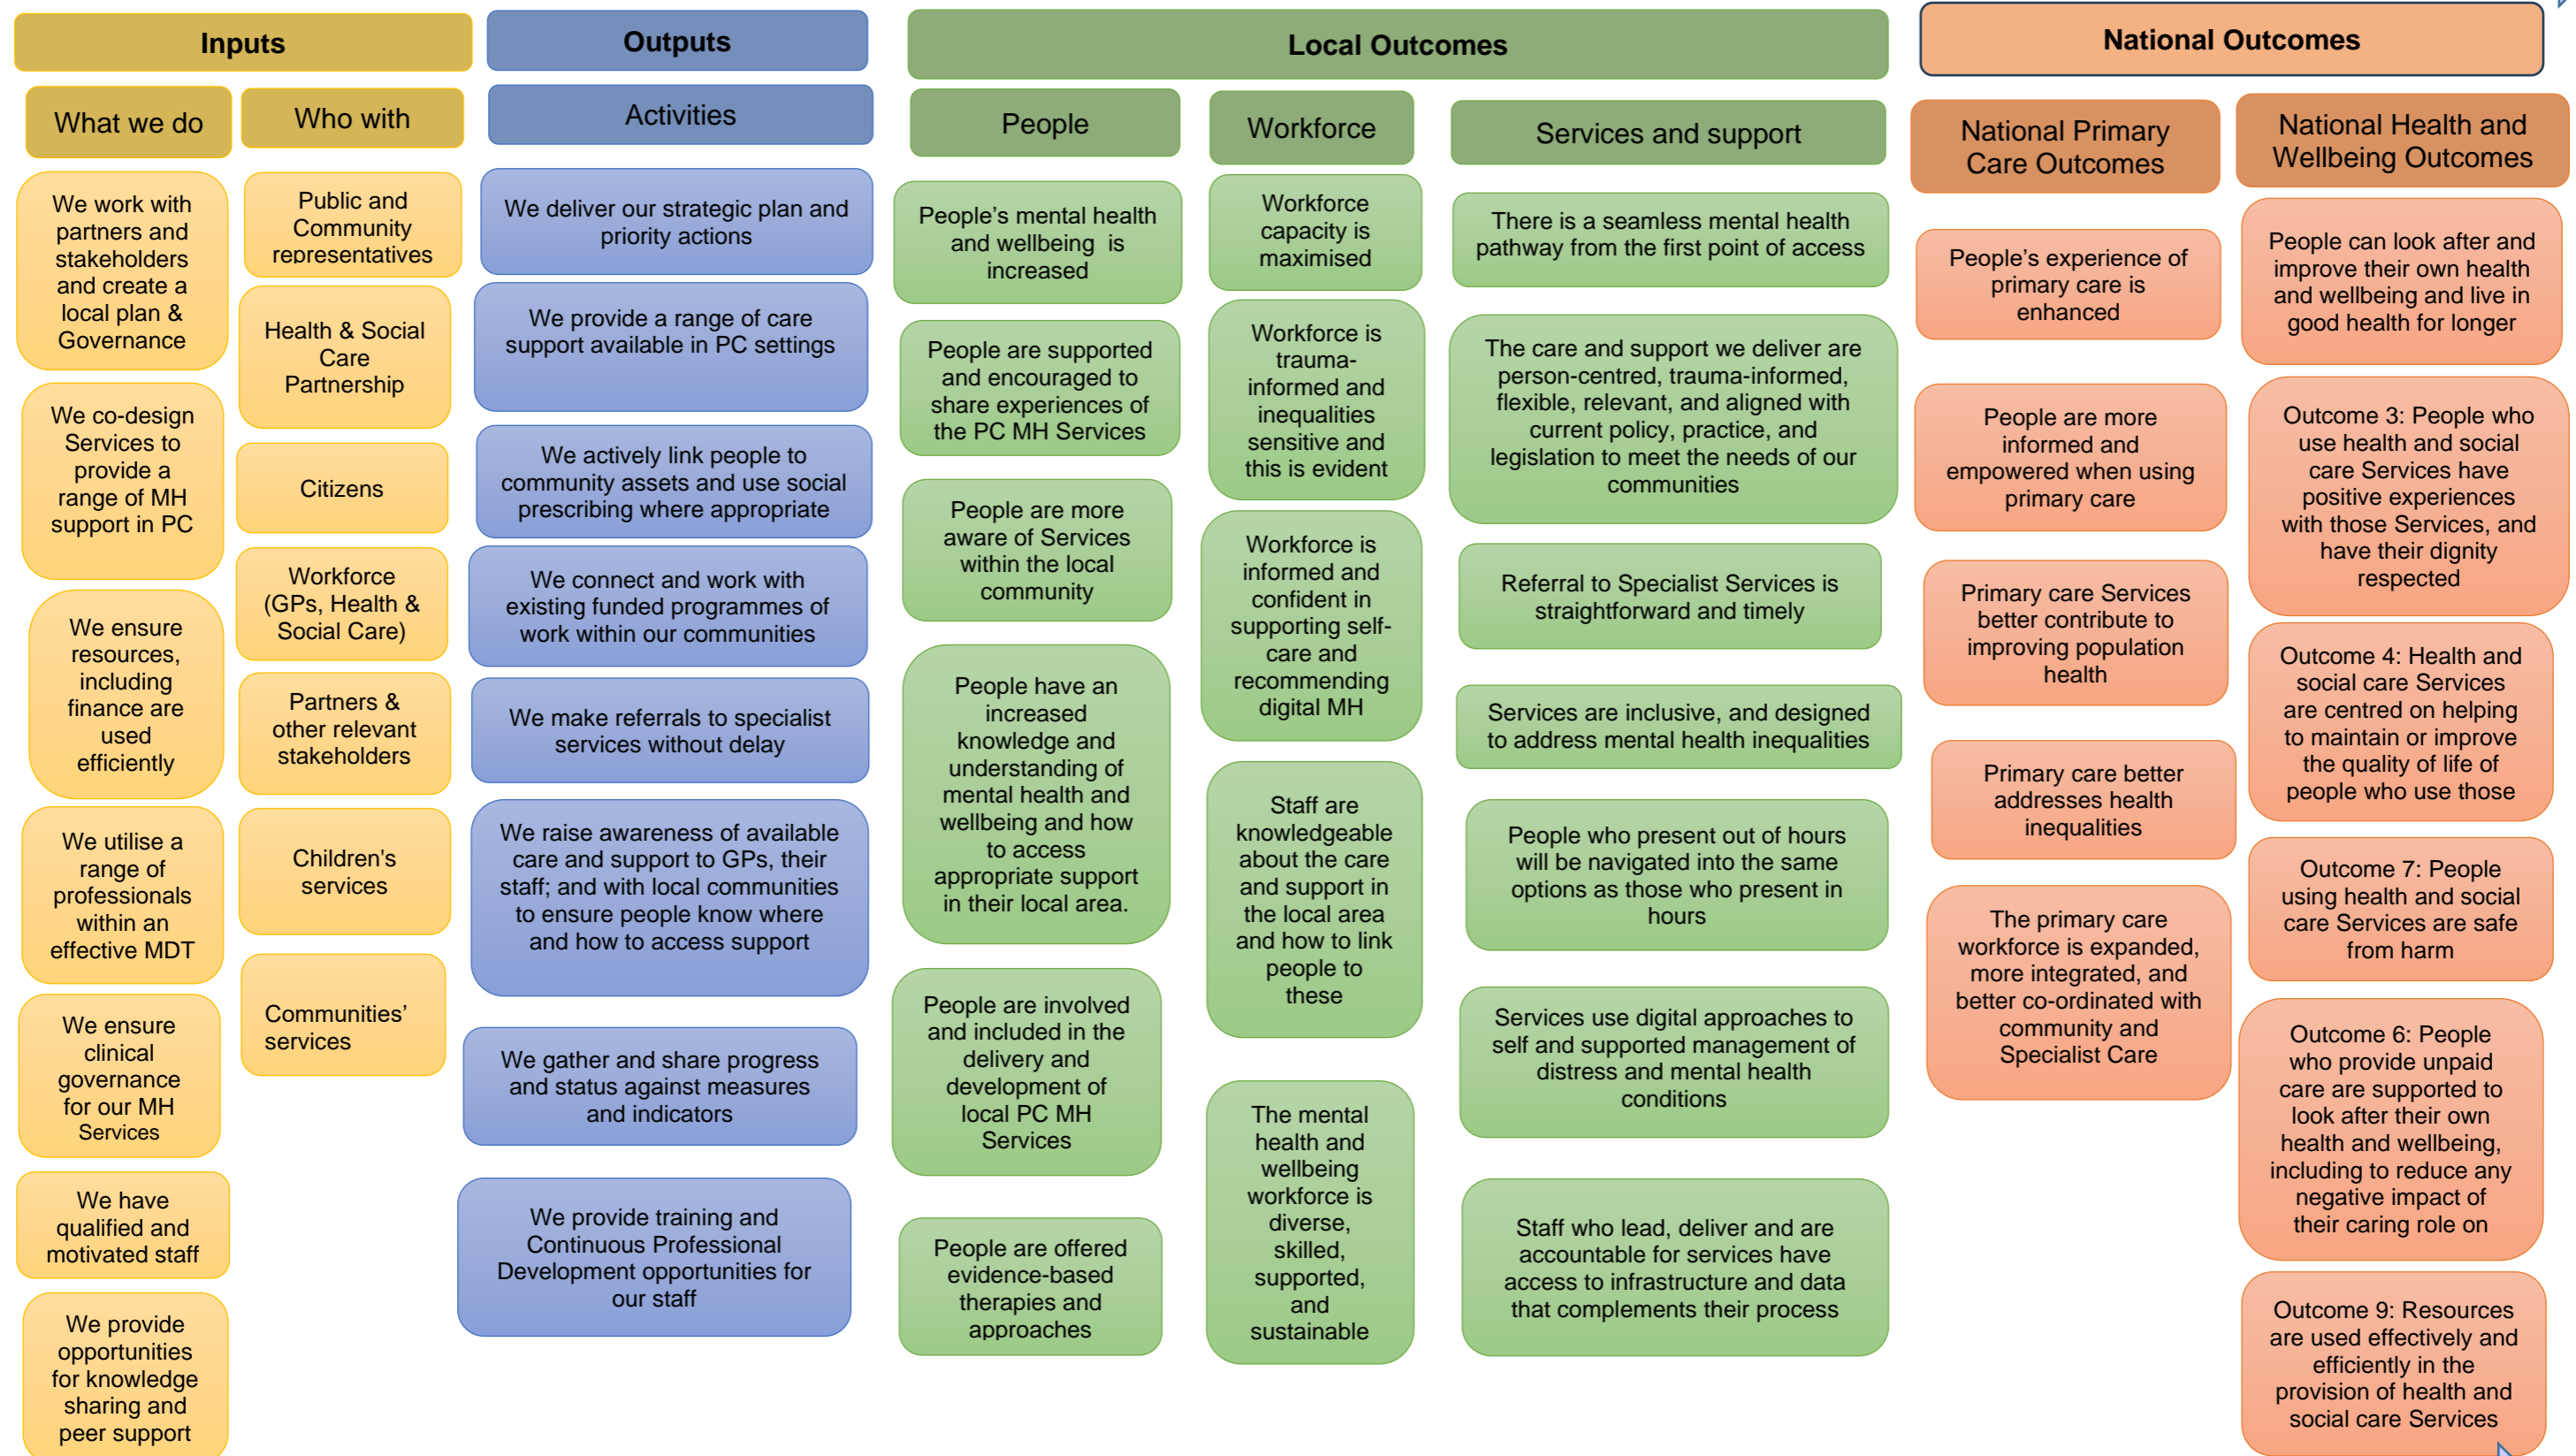 Inputs
What we do
We work with
partners and
stakeholders
and create a
local plan &
Governance
We co-design
Services to
provide a
range of MH
support in PC
We ensure
resources,
including
finance are
used
efficiently
We utilise a
range of
professionals
within an
effective MDT
We ensure
clinical
governance
for our MH
Services
We have
qualified and
motivated staff
We provide
opportunities
for knowledge
sharing and
peer support
Who with
Public and
Community
representatives
Health & Social
Care
Partnership
Citizens
Workforce
(GPs, Health &
Social Care)
Partners &
other relevant
stakeholders
Children's
services
Communities’
services
Outputs
Activities
We deliver our strategic plan and
priority actions
We provide a range of care
support available in PC settings
We actively link people to
community assets and use social
prescribing where appropriate
We connect and work with
existing funded programmes of
work within our communities
We make referrals to specialist
services without delay
We raise awareness of available
care and support to GPs, their
staff; and with local communities
to ensure people know where
and how to access support
We gather and share progress
and status against measures
and indicators
We provide training and
Continuous Professional
Development opportunities for
our staff
Local Outcomes
People
People’s mental health
and wellbeing is
increased
People are supported
and encouraged to
share experiences of
the PC MH Services
People are more
aware of Services
within the local
community
People have an
increased
knowledge and
understanding of
mental health and
wellbeing and how
to access
appropriate support
in their local area.
People are involved
and included in the
delivery and
development of
local PC MH
Services
People are offered
evidence-based
therapies and
approaches
Workforce
Workforce
capacity is
maximised
Workforce is
trauma-
informed and
inequalities
sensitive and
this is evident
Workforce is
informed and
confident in
supporting self-
care and
recommending
digital MH
Staff are
knowledgeable
about the care
and support in
the local area
and how to link
people to
these
The mental
health and
wellbeing
workforce is
diverse,
skilled,
supported,
and
sustainable
Services and support
There is a seamless mental health
pathway from the first point of access
The care and support we deliver are
person-centred, trauma-informed,
flexible, relevant, and aligned with
current policy, practice, and
legislation to meet the needs of our
communities
Referral to Specialist Services is
straightforward and timely
Services are inclusive, and designed
to address mental health inequalities
People who present out of hours
will be navigated into the same
options as those who present in
hours
Services use digital approaches to
self and supported management of
distress and mental health
conditions
Staff who lead, deliver and are
accountable for services have
access to infrastructure and data
that complements their process
National Outcomes
National Primary
Care Outcomes
People’s experience of
primary care is
enhanced
People are more
informed and
empowered when using
primary care
Primary care Services
better contribute to
improving population
health
Primary care better
addresses health
inequalities
The primary care
workforce is expanded,
more integrated, and
better co-ordinated with
community and
Specialist Care
National Health and
Wellbeing Outcomes
People can look after and
improve their own health
and wellbeing and live in
good health for longer
Outcome 3: People who
use health and social
care Services have
positive experiences
with those Services, and
have their dignity
respected
Outcome 4: Health and
social care Services
are centred on helping
to maintain or improve
the quality of life of
people who use those
Outcome 7: People
using health and social
care Services are safe
from harm
Outcome 6: People
who provide unpaid
care are supported to
look after their own
health and wellbeing,
including to reduce any
negative impact of
their caring role on
Outcome 9: Resources
are used effectively and
efficiently in the
provision of health and
social care Services